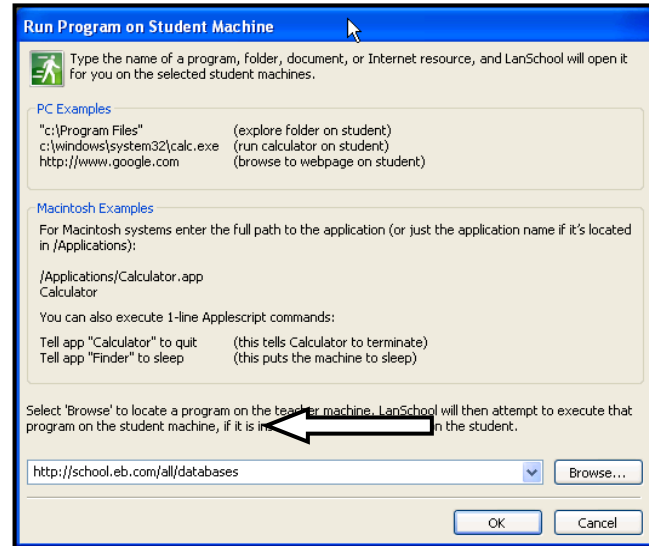 Run Program on Student Machine
Type the name of a program, folder, document, or Internet resource, and LanSchool will open it
for you on the selected student machines.
PC Examples
"c:\Program Files" (explore folder on student)
c:\windows\system32\calc.exe (run calculator on student)
http://www.google.com (browse to webpage on student)
Macintosh Examples
For Macintosh systems enter the full path to the application (or just the application name if it's located
in /Applications):
/Applications/Calculator.app
Calculator
You can also execute 1-line Applescript commands:
Tell app "Calculator" to quit (this tells Calculator to terminate)
Tell app "Finder" to sleep (this puts the machine to sleep)
Select 'Browse' to locate a program on the teacher machine. LanSchool will then attempt to execute that
program on the student machine, if it is in the student.
http://school.eb.com/all/databases
Browse...
OK Cancel